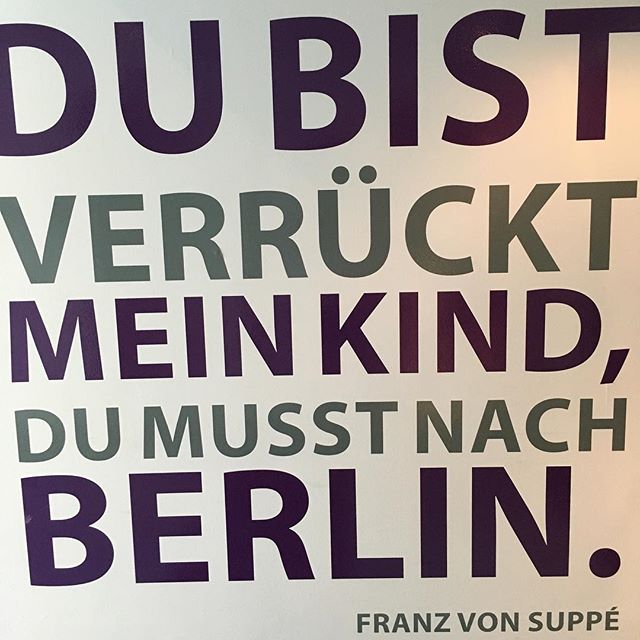 DU BIST
VERRÜCKT
MEIN KIND,
DU MUSST NACH
BERLIN.
FRANZ VON SUPPÉ